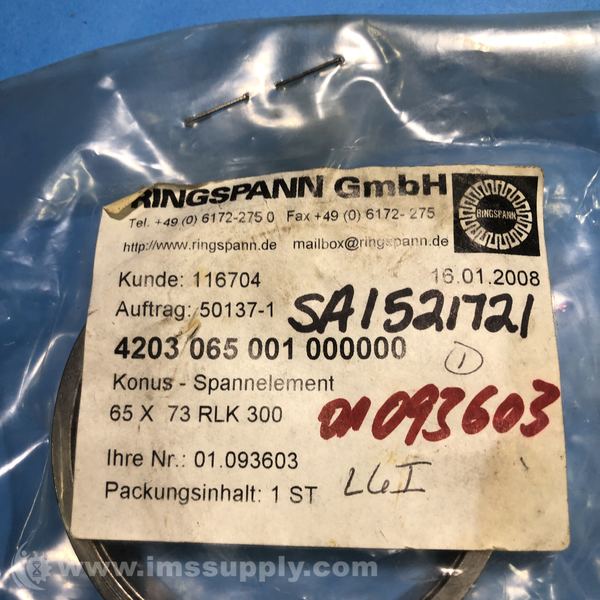 RINGSPANN GmbH
RINGSPANN
Tel. +49 (0) 6172-275 0 Fax +49 (0) 6172- 275
http://www.ringspann.de mailbox@ringspann.de
Kunde: 116704 16.01.2008
Auftrag: 50137-1 SA1521721
4203 065 001 000000 1
Konus - Spannelement
65 X 73 RLK 300 01093603
Ihre Nr.: 01.093603
Packungsinhalt: 1 ST LGI
www.imssupply.com